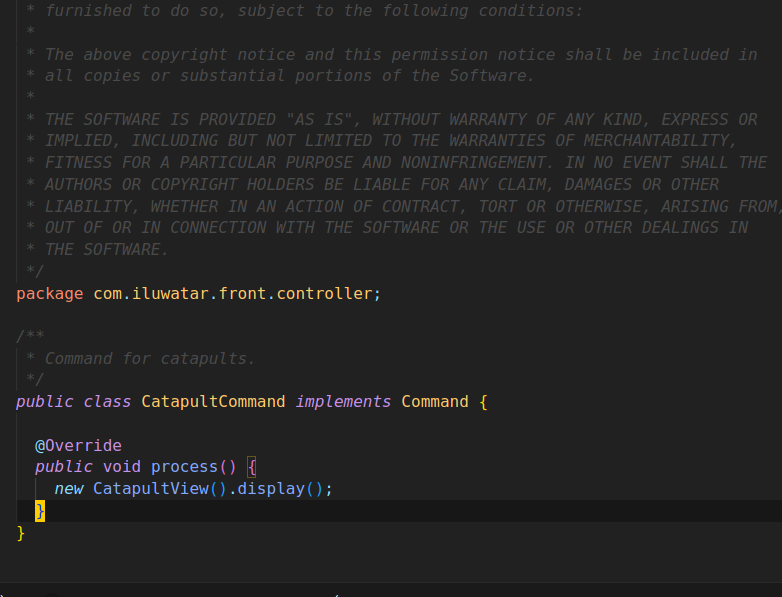 * furnished to do so, subject to the following conditions:
*
* The above copyright notice and this permission notice shall be included in
* all copies or substantial portions of the Software.
*
* THE SOFTWARE IS PROVIDED "AS IS", WITHOUT WARRANTY OF ANY KIND, EXPRESS OR
* IMPLIED, INCLUDING BUT NOT LIMITED TO THE WARRANTIES OF MERCHANTABILITY,
* FITNESS FOR A PARTICULAR PURPOSE AND NONINFRINGEMENT. IN NO EVENT SHALL THE
* AUTHORS OR COPYRIGHT HOLDERS BE LIABLE FOR ANY CLAIM, DAMAGES OR OTHER
* LIABILITY, WHETHER IN AN ACTION OF CONTRACT, TORT OR OTHERWISE, ARISING FROM,
* OUT OF OR IN CONNECTION WITH THE SOFTWARE OR THE USE OR OTHER DEALINGS IN
* THE SOFTWARE.
*/
package com.iluwatar.front.controller;
/**
* Command for catapults.
*/
public class CatapultCommand implements Command {
@Override
public void process() {
new CatapultView().display();
}
}